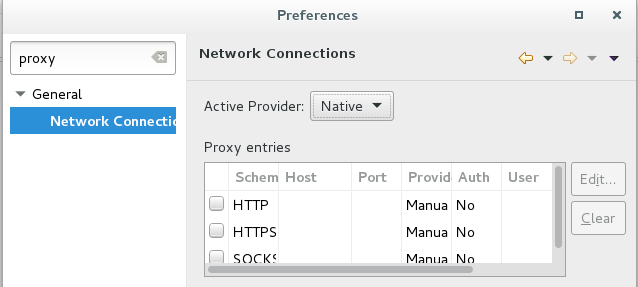 Preferences
proxy
General
Network Connectio
Network Connections
Active Provider: Native
Proxy entries
Schem Host Port Provide Auth User
HTTP Manua No
HTTPS Manua No
SOCKS Manua No
Edit...
Clear